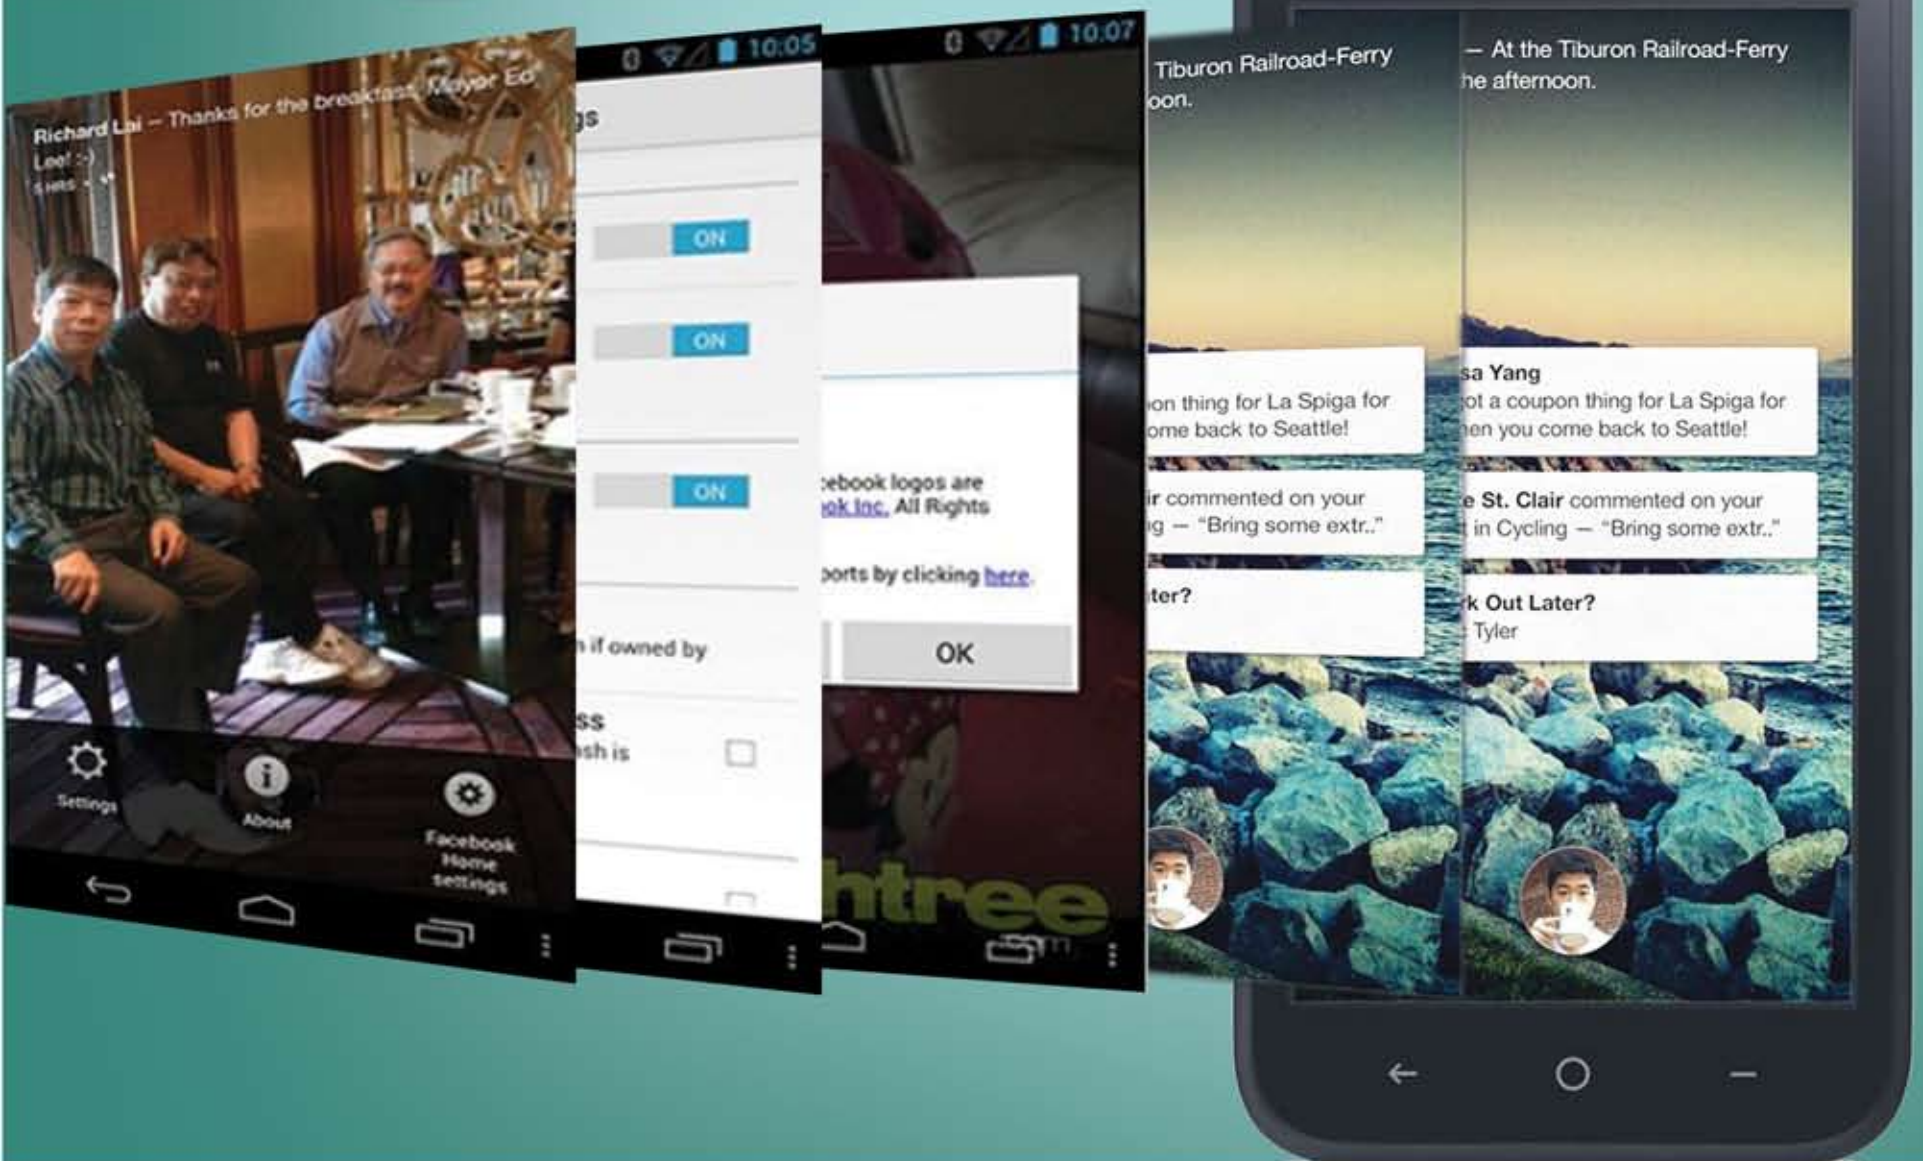 Richard Lai – Thanks for the breakfast, Mayor Ed
Lee! :-)
Settings
About
Facebook
Home
settings
10:05
gs
ON
ON
ON
n if owned by
ss
ash is
10:07
cebook logos are
ok Inc. All Rights
ports by clicking here.
OK
htree
.com
Tiburon Railroad-Ferry
oon.
on thing for La Spiga for
ome back to Seattle!
ir commented on your
ng – "Bring some extr.."
ter?
– At the Tiburon Railroad-Ferry
he afternoon.
sa Yang
ot a coupon thing for La Spiga for
hen you come back to Seattle!
e St. Clair commented on your
t in Cycling – "Bring some extr.."
rk Out Later?
: Tyler